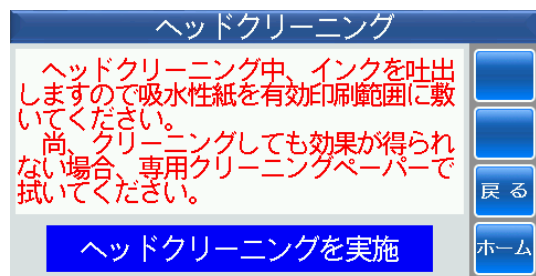 ヘッドクリーニング
ヘッドクリーニング中、インクを吐出
しますので吸水性紙を有効印刷範囲に敷
いてください。
尚、クリーニングしても効果が得られ
ない場合、専用クリーニングペーパーで
拭いてください。
戻る
ヘッドクリーニングを実施
ホーム